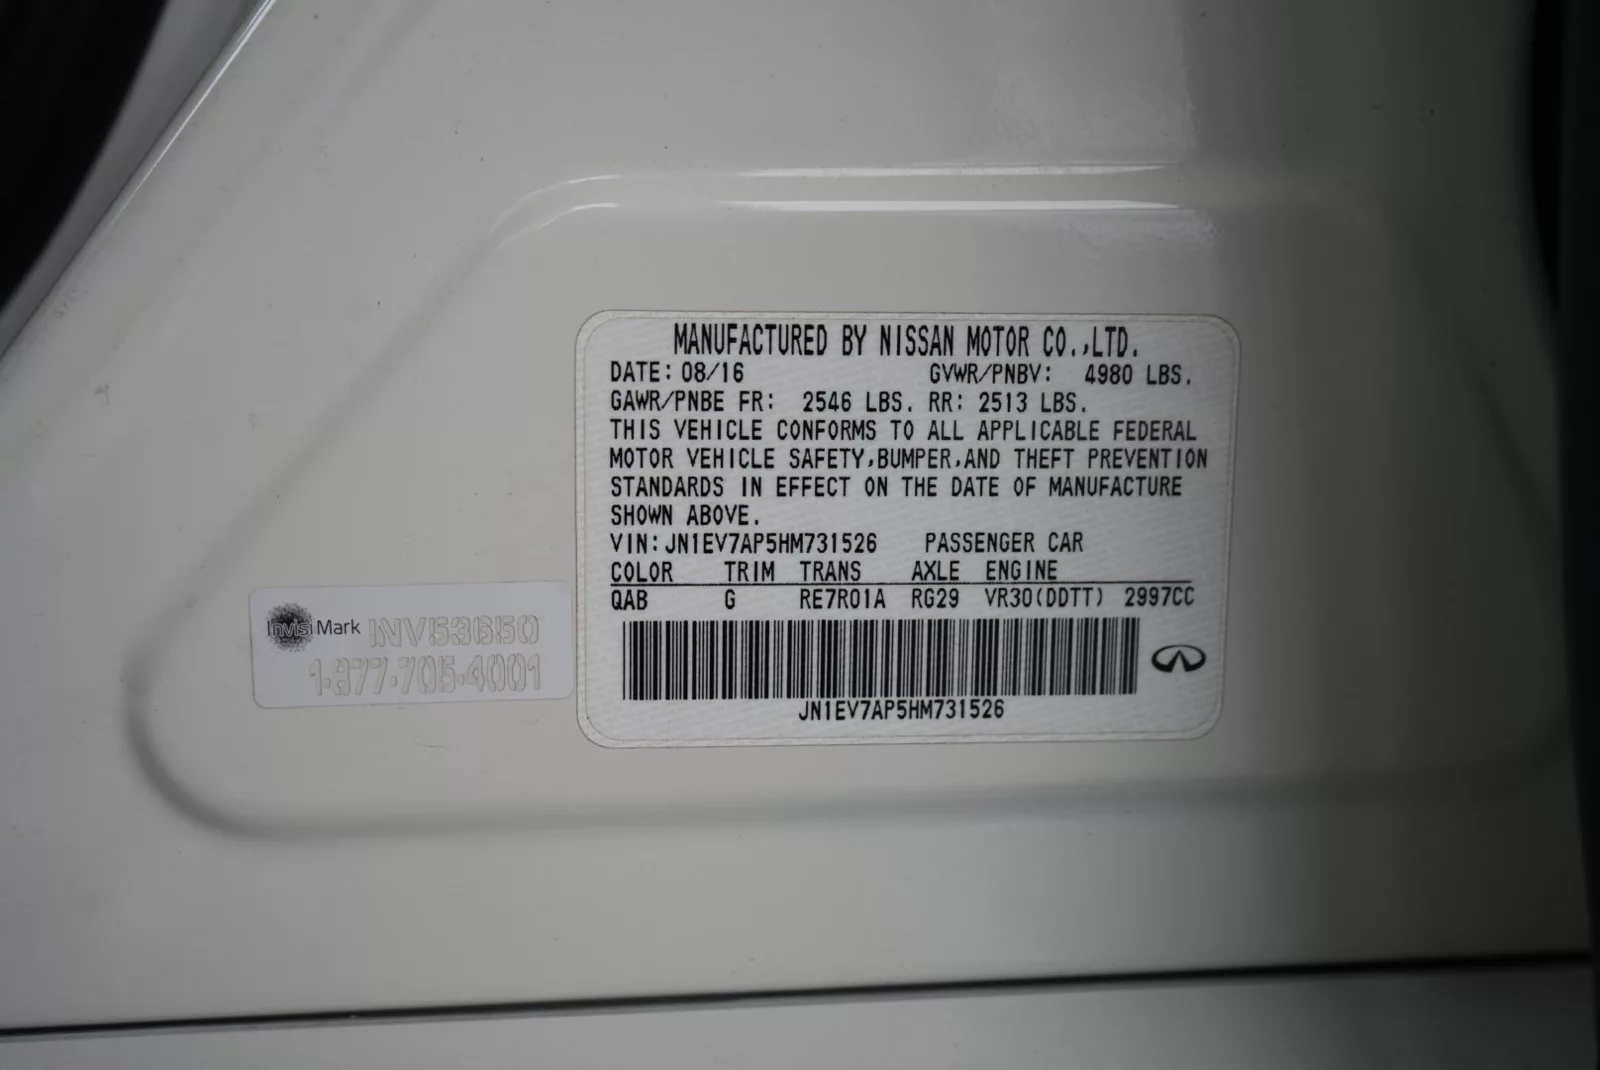 MANUFACTURED BY NISSAN MOTOR CO.,LTD.
DATE: 08/16 GVWR/PNBV: 4980 LBS.
GAWR/PNBE FR: 2546 LBS. RR: 2513 LBS.
THIS VEHICLE CONFORMS TO ALL APPLICABLE FEDERAL
MOTOR VEHICLE SAFETY,BUMPER,AND THEFT PREVENTION
STANDARDS IN EFFECT ON THE DATE OF MANUFACTURE
SHOWN ABOVE.
VIN: JN1EV7AP5HM731526 PASSENGER CAR
COLOR TRIM TRANS AXLE ENGINE
QAB G RE7R01A RG29 VR30(DDTT) 2997CC
JN1EV7AP5HM731526
InvisiMark INV53650
1-877-705-4001